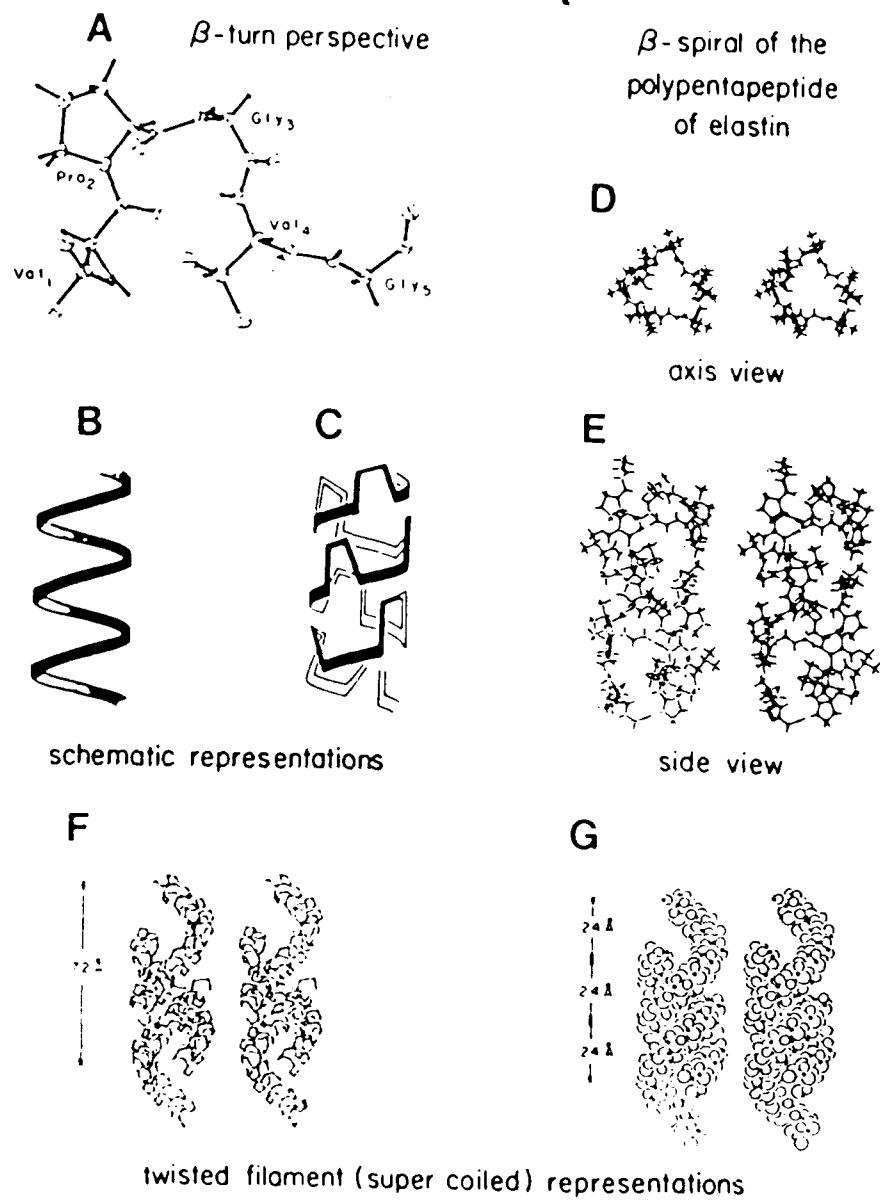 A
β-turn perspective
Gly3
Pro2
Val4
Val1
Gly5
β-spiral of the
polypentapeptide
of elastin
D
axis view
B
C
schematic representations
E
side view
F
72 Å
G
24 Å
24 Å
24 Å
twisted filament (super coiled) representations